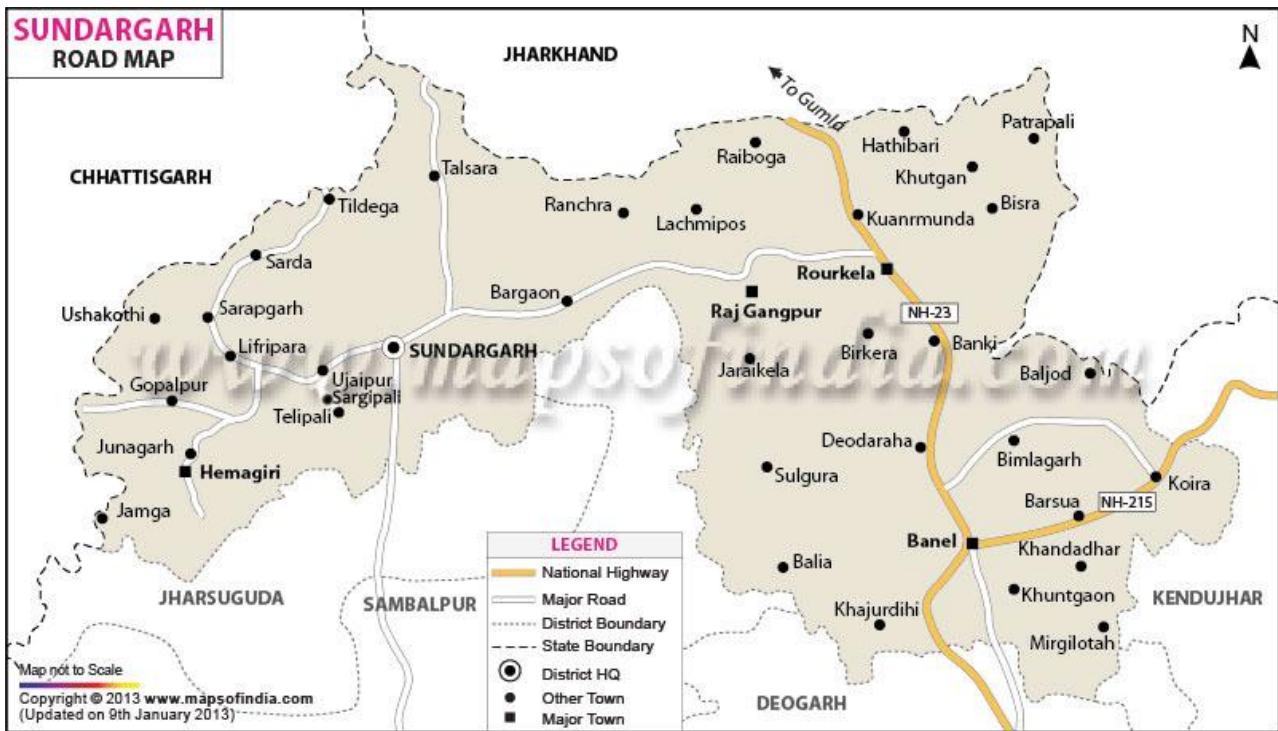 SUNDARGARH
ROAD MAP
JHARKHAND
N
To Gumla
Hathibari
Patrapali
Raiboga
Khutgan
CHHATTISGARH
Talsara
Tildega
Ranchra
Lachmipos
Kuanrmunda
Bisra
Sarda
Rourkela
Bargaon
Raj Gangpur
Ushakothi
Sarapgarh
NH-23
www.mapsofindia.com
Lifripara
SUNDARGARH
Birkera
Banki
Ujaipur
Jaraikela
Baljod
Gopalpur
Sargipali
Telipali
Junagarh
Deodaraha
Bimlagarh
Hemagiri
Sulgura
Koira
Jamga
Barsua
NH-215
Banel
Khandadhar
Balia
JHARSUGUDA
SAMBALPUR
Khuntgaon
KENDUJHAR
Khajurdihi
Mirgilotah
DEOGARH
LEGEND
National Highway
Major Road
District Boundary
State Boundary
District HQ
Other Town
Major Town
Map not to Scale
Copyright © 2013 www.mapsofindia.com
(Updated on 9th January 2013)